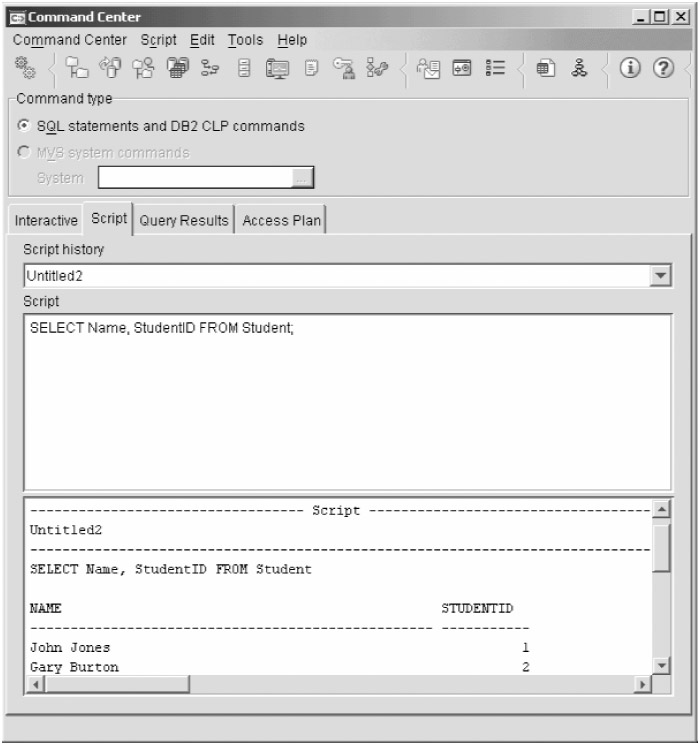 Command Center
Command Center Script Edit Tools Help
Command type
SQL statements and DB2 CLP commands
MVS system commands
System ...
Interactive Script Query Results Access Plan
Script history
Untitled2
Script
SELECT Name, StudentID FROM Student;
------------------------------- Script --------------------------------
Untitled2
-----------------------------------------------------------------------
SELECT Name, StudentID FROM Student
NAME STUDENTID
---------------------------------------------- -----------
John Jones 1
Gary Burton 2